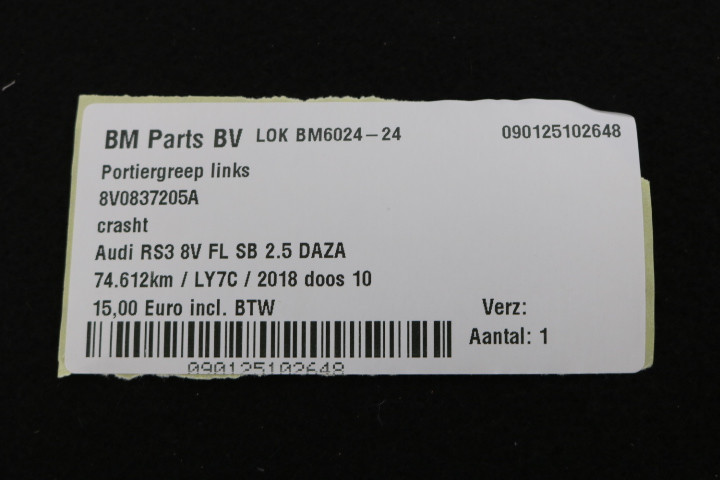 BM Parts BV LOK BM6024-24 090125102648
Portiergreep links
8V0837205A
crasht
Audi RS3 8V FL SB 2.5 DAZA
74.612km / LY7C / 2018 doos 10
15,00 Euro incl. BTW Verz:
Aantal: 1
090125102648